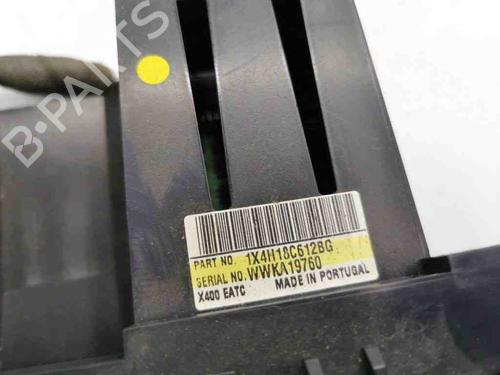 B-PARTS
PART NO. 1X4H18C612BG
SERIAL NO. WWKA19760
X400 EATC MADE IN PORTUGAL